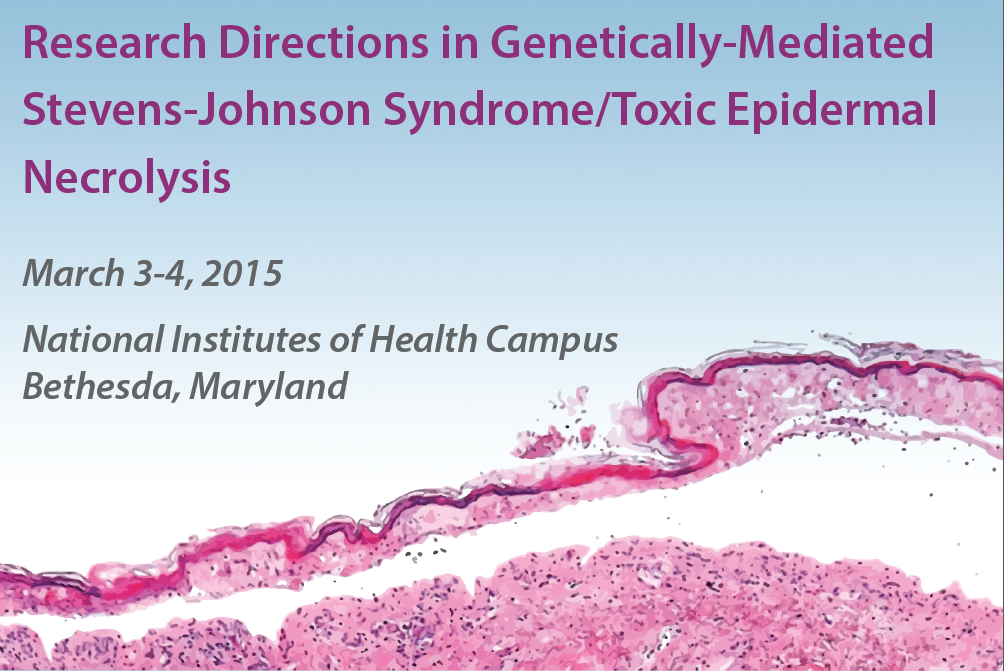 Research Directions in Genetically-Mediated
Stevens-Johnson Syndrome/Toxic Epidermal
Necrolysis
March 3-4, 2015
National Institutes of Health Campus
Bethesda, Maryland